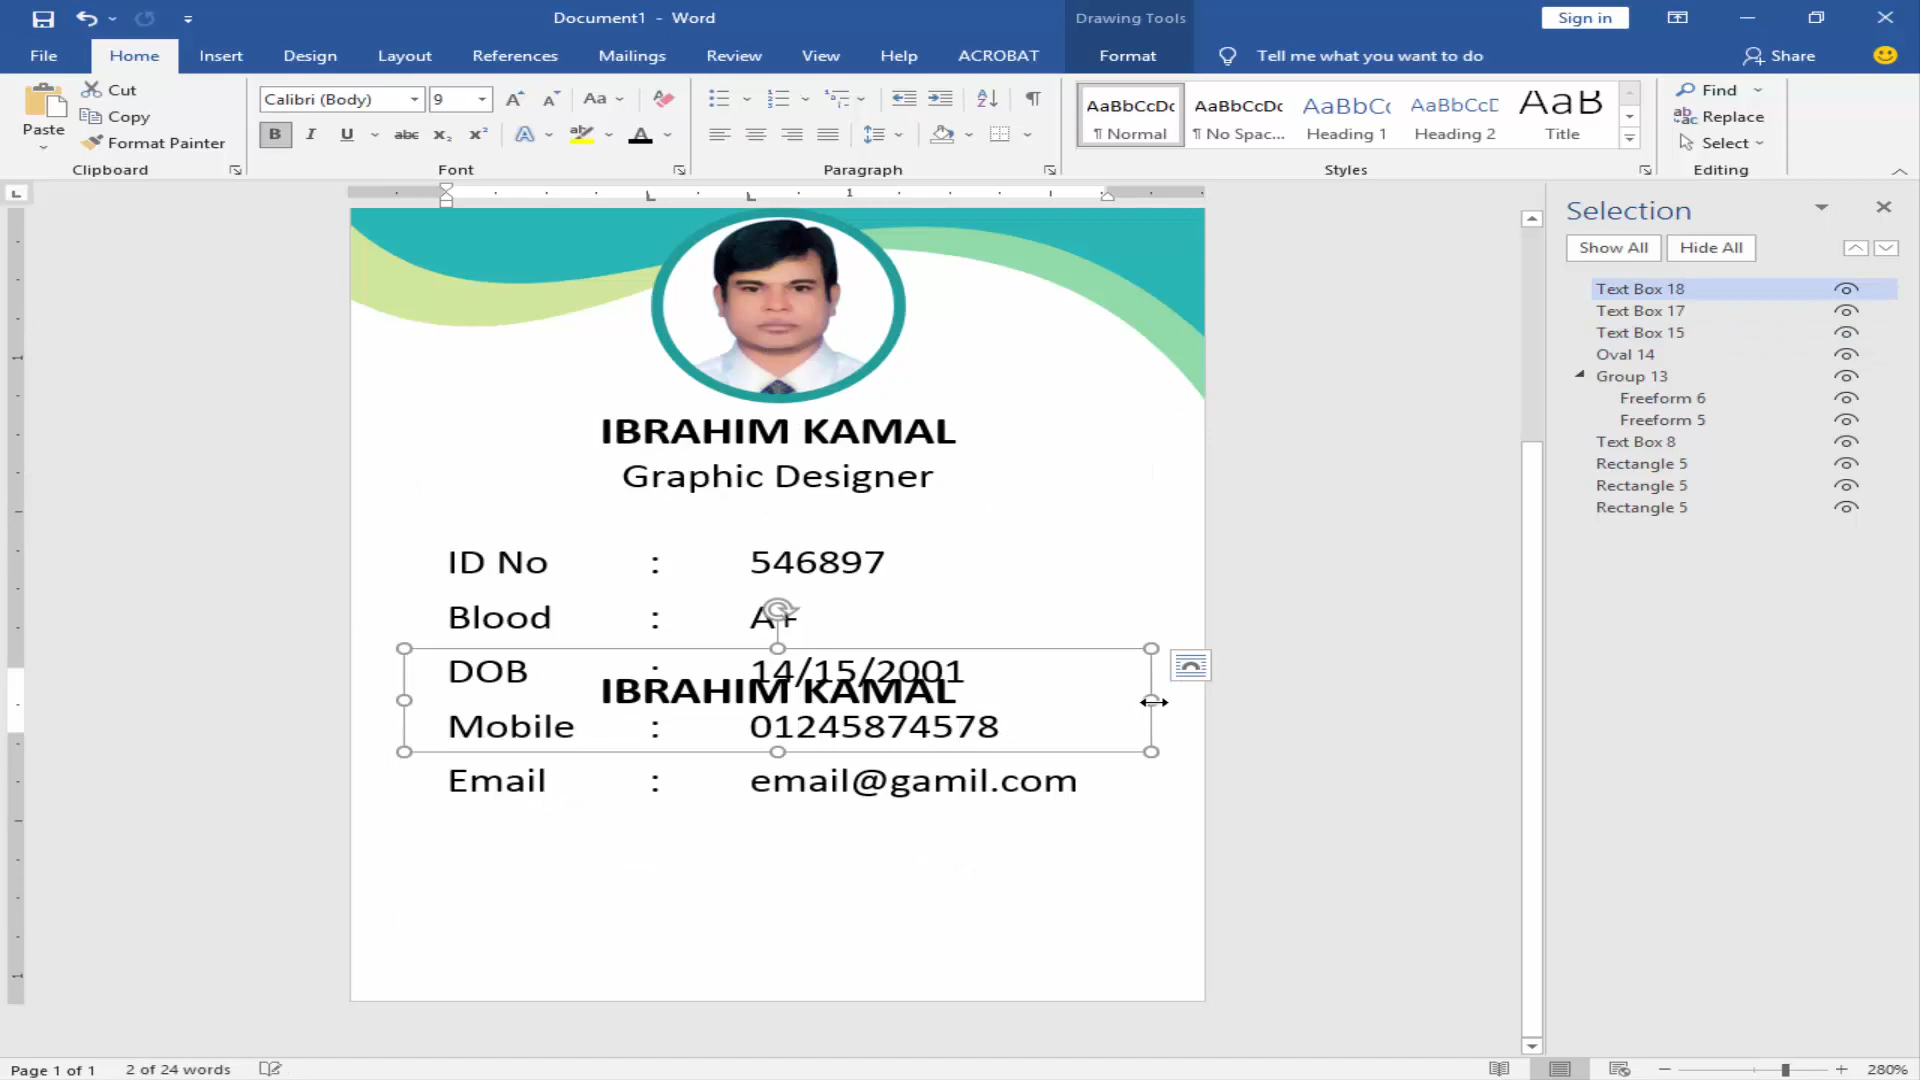 Document1 - Word
Drawing Tools
Sign in
File
Home
Insert
Design
Layout
References
Mailings
Review
View
Help
ACROBAT
Format
Tell me what you want to do
Share
Paste
Cut
Copy
Format Painter
Clipboard
Calibri (Body)
9
Aa
B I U abc X₂ X²
A
A
Font
Paragraph
AaBbCcDc
¶ Normal
AaBbCcDc
¶ No Spac...
AaBbC(
Heading 1
AaBbCcD
Heading 2
AaB
Title
Styles
Find
Replace
Select
Editing
1
IBRAHIM KAMAL
Graphic Designer
ID No : 546897
Blood : A+
DOB : 14/15/2001
IBRAHIM KAMAL
Mobile : 01245874578
Email : email@gamil.com
Selection
Show All
Hide All
Text Box 18
Text Box 17
Text Box 15
Oval 14
Group 13
Freeform 6
Freeform 5
Text Box 8
Rectangle 5
Rectangle 5
Rectangle 5
Page 1 of 1
2 of 24 words
280%